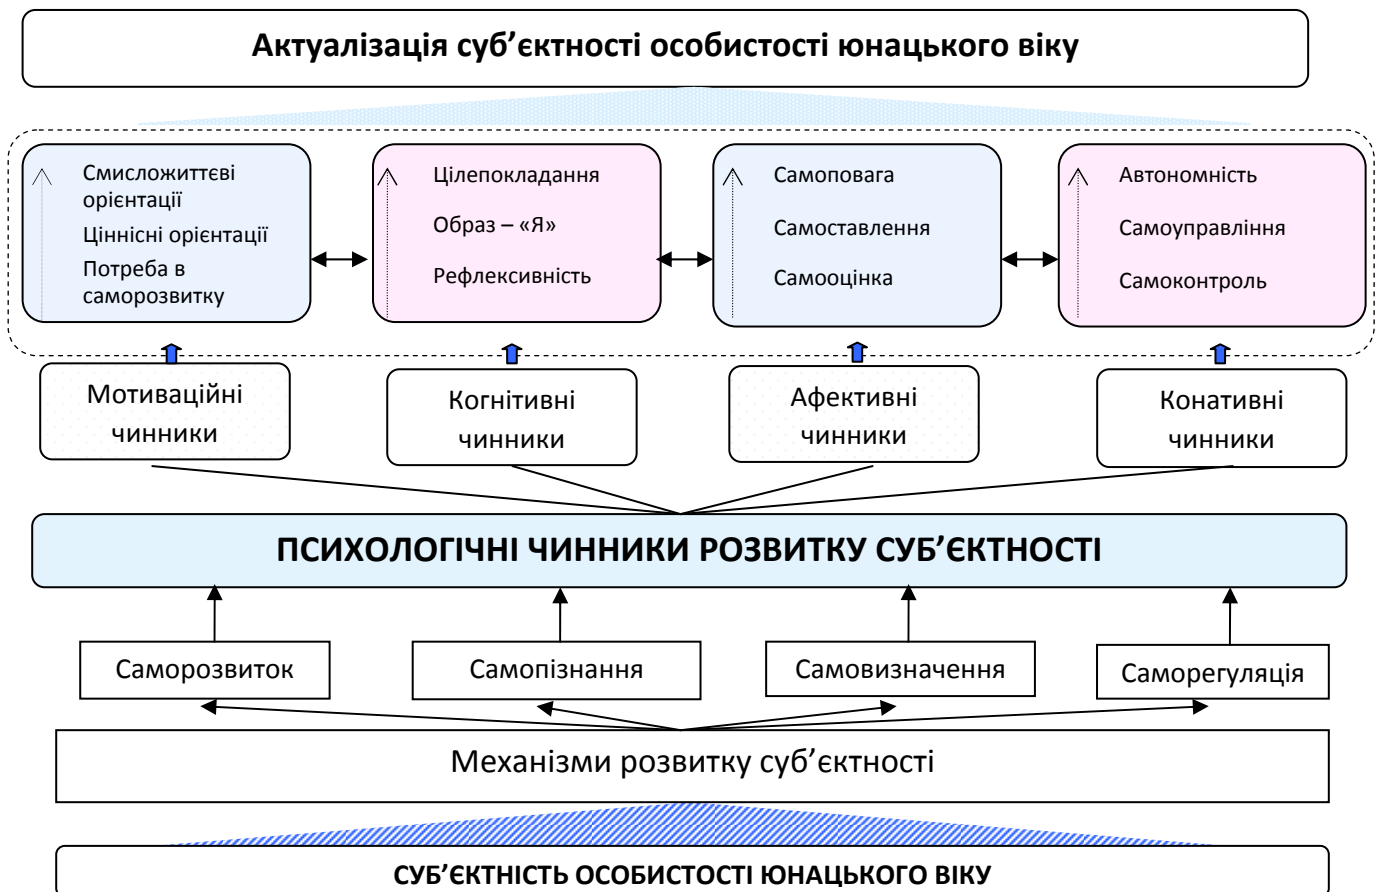 Актуалізація суб’єктності особистості юнацького віку
Смисложиттєві
орієнтації
Ціннісні орієнтації
Потреба в
саморозвитку
Цілепокладання
Образ – «Я»
Рефлексивність
Самоповага
Самоставлення
Самооцінка
Автономність
Самоуправління
Самоконтроль
Мотиваційні
чинники
Когнітивні
чинники
Афективні
чинники
Конативні
чинники
ПСИХОЛОГІЧНІ ЧИННИКИ РОЗВИТКУ СУБ’ЄКТНОСТІ
Саморозвиток
Самопізнання
Самовизначення
Саморегуляція
Механізми розвитку суб’єктності
СУБ’ЄКТНІСТЬ ОСОБИСТОСТІ ЮНАЦЬКОГО ВІКУ